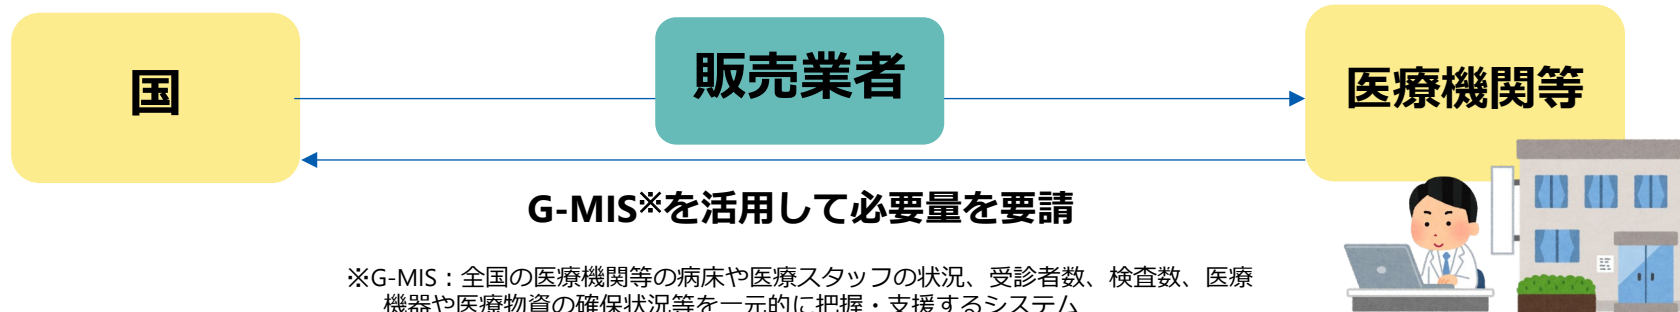 国
販売業者
医療機関等
G-MIS※を活用して必要量を要請
※G-MIS：全国の医療機関等の病床や医療スタッフの状況、受診者数、検査数、医療
機器や医療物資の確保状況等を一元的に把握・支援するシステム